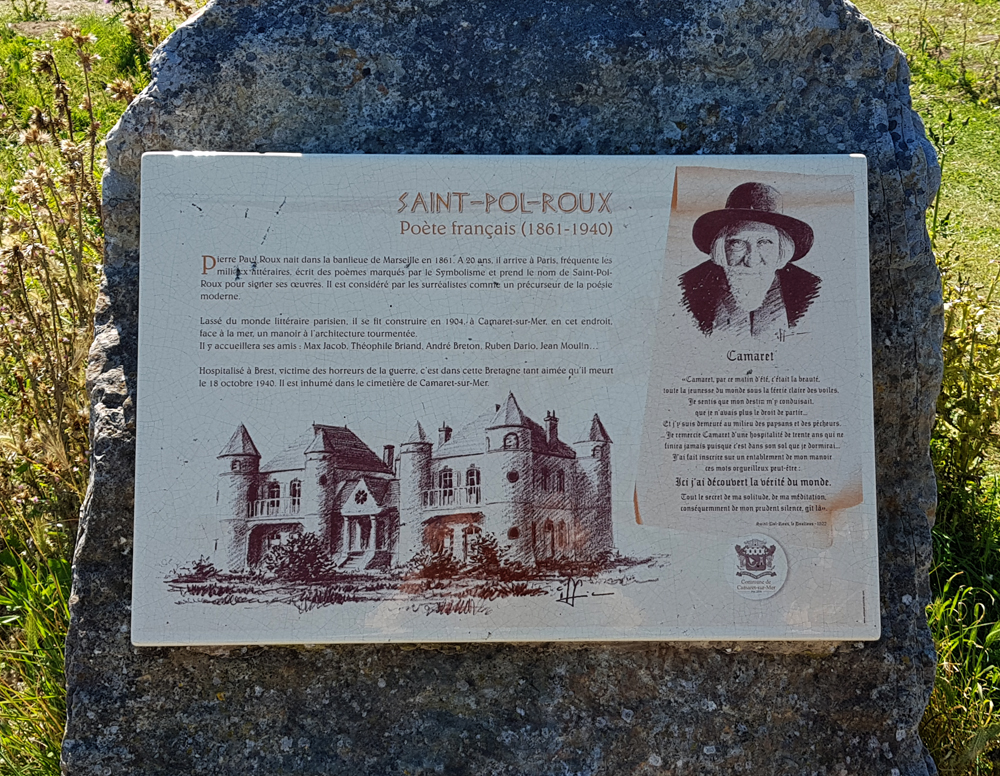 SAINT-POL-ROUX
Poète français (1861-1940)
Pierre Paul Roux naît dans la banlieue de Marseille en 1861. A 20 ans, il arrive à Paris, fréquente les
milieux littéraires, écrit des poèmes marqués par le Symbolisme et prend le nom de Saint-Pol-
Roux pour signer ses œuvres. Il est considéré par les surréalistes comme un précurseur de la poésie
moderne.
Lassé du monde littéraire parisien, il se fit construire en 1904, à Camaret-sur-Mer, en cet endroit,
face à la mer, un manoir à l'architecture tourmentée.
Il y accueillera ses amis : Max Jacob, Théophile Briand, André Breton, Ruben Dario, Jean Moulin...
Hospitalisé à Brest, victime des horreurs de la guerre, c'est dans cette Bretagne tant aimée qu'il meurt
le 18 octobre 1940. Il est inhumé dans le cimetière de Camaret-sur-Mer.
Camaret
«Camaret, par ce matin d'été, c'était la beauté,
toute la jeunesse du monde sous la féerie claire des voiles.
Je sentis que mon destin m'y conduisait,
que je n'avais plus le droit de partir...
Et j'y suis demeuré au milieu des paysans et des pêcheurs.
...Je remercie Camaret d'une hospitalité de trente ans qui ne
finira jamais puisque c'est dans son sol que je dormirai...
J'ai fait inscrire sur un entablement de mon manoir
ces mots orgueilleux peut-être :
Ici j'ai découvert la vérité du monde.
Tout le secret de ma solitude, de ma méditation,
conséquemment de mon prudent silence, gît là».
Saint-Pol-Roux,
Commune de
Camaret-sur-Mer